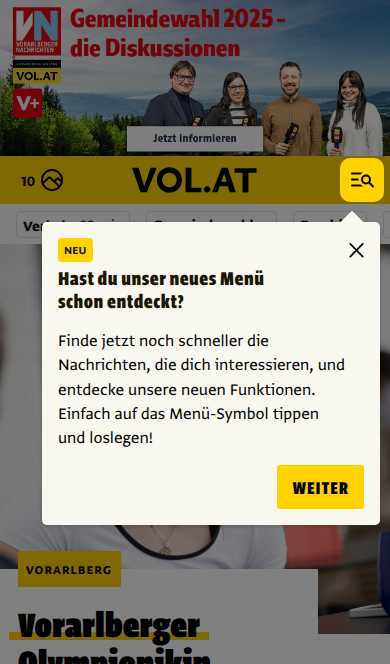 Gemeindewahl 2025 –
die Diskussionen
VN
VORARLBERGER
NACHRICHTEN
VOL.AT
V+
Jetzt informieren
10
VOL.AT
NEU
Hast du unser neues Menü
schon entdeckt?
Finde jetzt noch schneller die
Nachrichten, die dich interessieren, und
entdecke unsere neuen Funktionen.
Einfach auf das Menü-Symbol tippen
und loslegen!
WEITER
VORARLBERG
Vorarlberger
Olympionikin